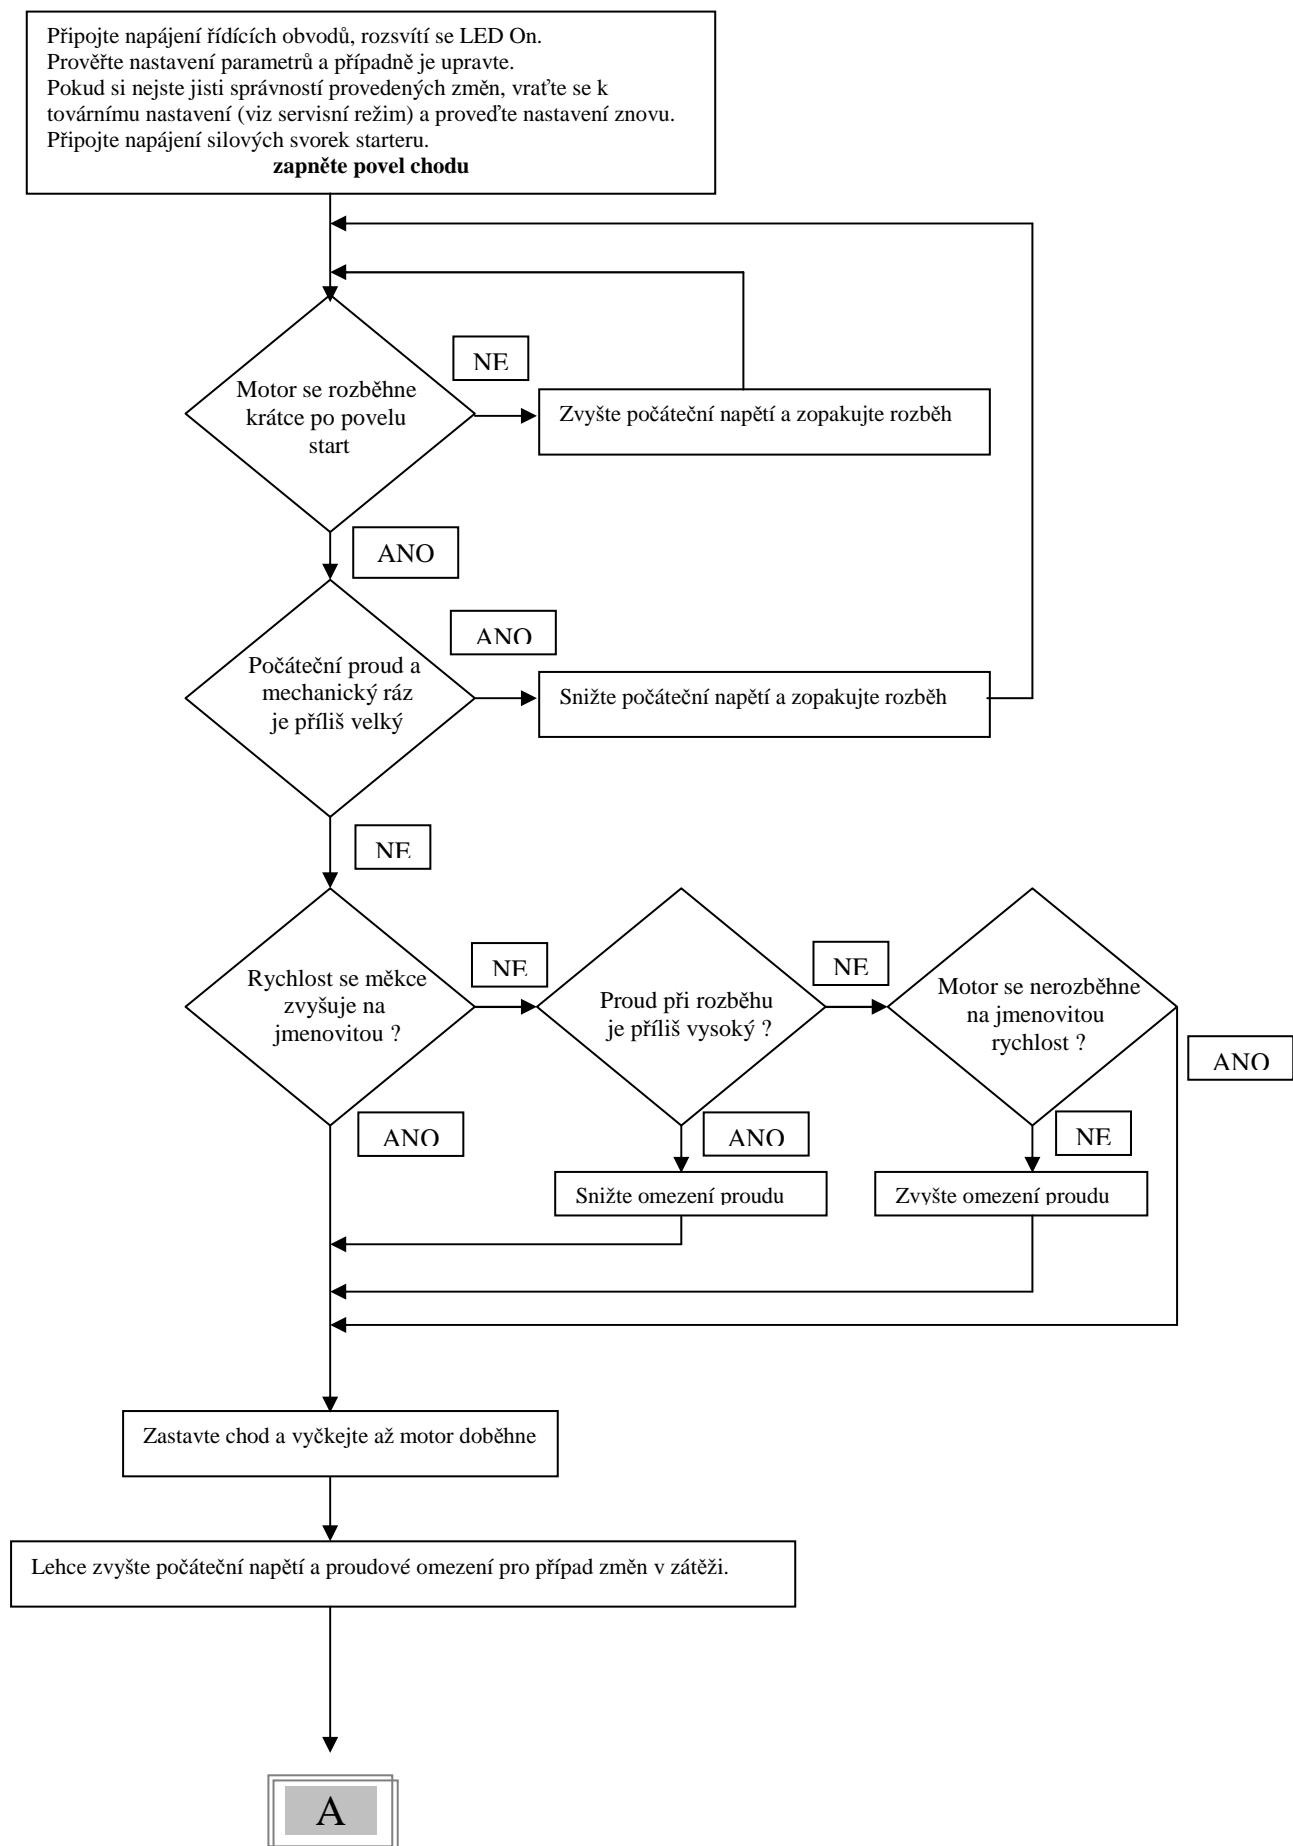 Připojte napájení řídících obvodů, rozsvítí se LED On.
Prověřte nastavení parametrů a případně je upravte.
Pokud si nejste jisti správností provedených změn, vraťte se k
továrnímu nastavení (viz servisní režim) a proveďte nastavení znovu.
Připojte napájení silových svorek starteru.
zapněte povel chodu
NE
Motor se rozběhne
krátce po povelu
start
Zvyšte počáteční napětí a zopakujte rozběh
ANO
ANO
Počáteční proud a
mechanický ráz
je příliš velký
Snižte počáteční napětí a zopakujte rozběh
NE
Rychlost se měkce
zvyšuje na
jmenovitou ?
NE
Proud při rozběhu
je příliš vysoký ?
NE
Motor se nerozběhne
na jmenovitou
rychlost ?
ANO
ANO
ANO
NE
Snižte omezení proudu
Zvyšte omezení proudu
Zastavte chod a vyčkejte až motor doběhne
Lehce zvyšte počáteční napětí a proudové omezení pro případ změn v zátěži.
A